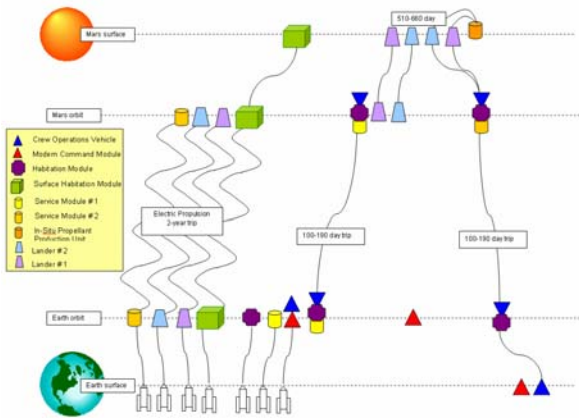 Mars surface
510-660 day
Mars orbit
Crew Operations Vehicle
Modern Command Module
Habitation Module
Surface Habitation Module
Service Module #1
Service Module #2
In-Situ Propellant
Production Unit
Lander #2
Lander #1
Electric Propulsion
2-year trip
100-180 day trip
100-180 day trip
Earth orbit
Earth surface